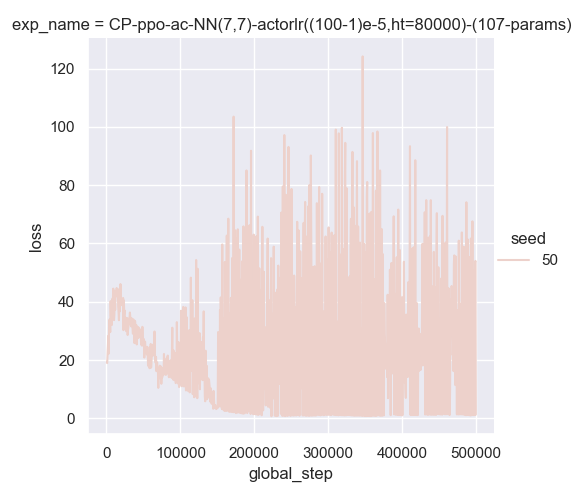 exp_name = CP-ppo-ac-NN(7,7)-actorlr((100-1)e-5,ht=80000)-(107-params)
120
100
80
60
40
20
0
loss
seed
50
0 100000 200000 300000 400000 500000
global_step